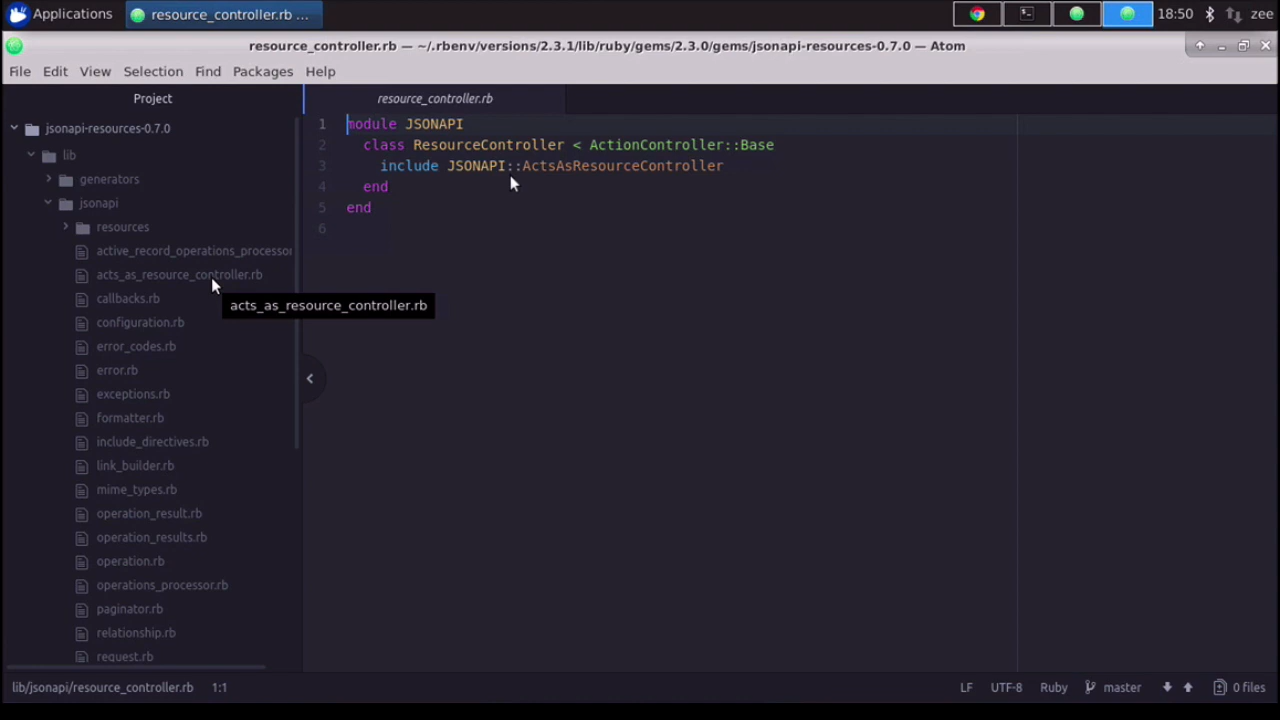 Applications resource_controller.rb ... 18:50 zee
resource_controller.rb — ~/.rbenv/versions/2.3.1/lib/ruby/gems/2.3.0/gems/jsonapi-resources-0.7.0 — Atom
File Edit View Selection Find Packages Help
Project
resource_controller.rb
jsonapi-resources-0.7.0
lib
generators
jsonapi
resources
active_record_operations_processor
acts_as_resource_controller.rb
callbacks.rb
acts_as_resource_controller.rb
configuration.rb
error_codes.rb
error.rb
exceptions.rb
formatter.rb
include_directives.rb
link_builder.rb
mime_types.rb
operation_result.rb
operation_results.rb
operation.rb
operations_processor.rb
paginator.rb
relationship.rb
request.rb
1 module JSONAPI
2 class ResourceController < ActionController::Base
3 include JSONAPI::ActsAsResourceController
4 end
5 end
6
lib/jsonapi/resource_controller.rb 1:1 LF UTF-8 Ruby master 0 files